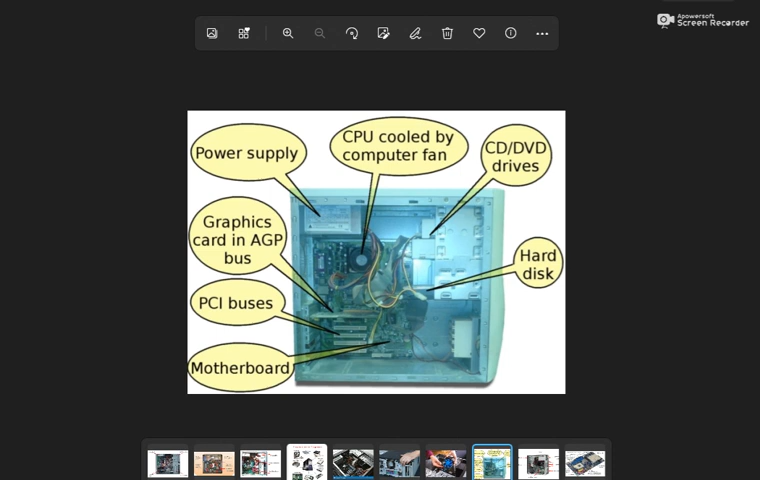 Apowersoft
Screen Recorder
Power supply
CPU cooled by
computer fan
CD/DVD
drives
Graphics
card in AGP
bus
Hard
disk
PCI buses
Motherboard